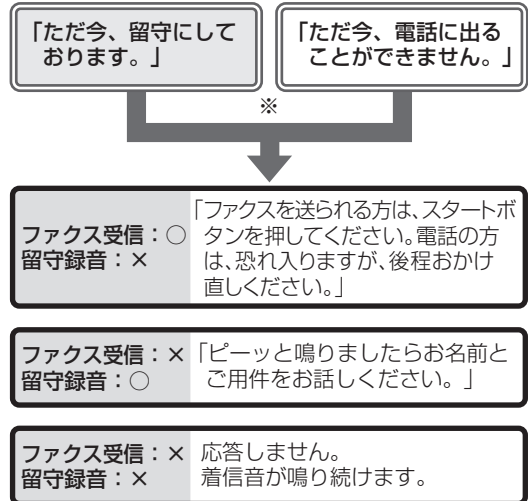 「ただ今、留守にして
おります。」
「ただ今、電話に出る
ことができません。」
※
ファクス受信：○
留守録音：×
「ファクスを送られる方は、スタートボ
タンを押してください。電話の方
は、恐れ入りますが、後程おかけ
直しください。」
ファクス受信：×
留守録音：○
「ピーッと鳴りましたらお名前と
ご用件をお話しください。」
ファクス受信：×
留守録音：×
応答しません。
着信音が鳴り続けます。